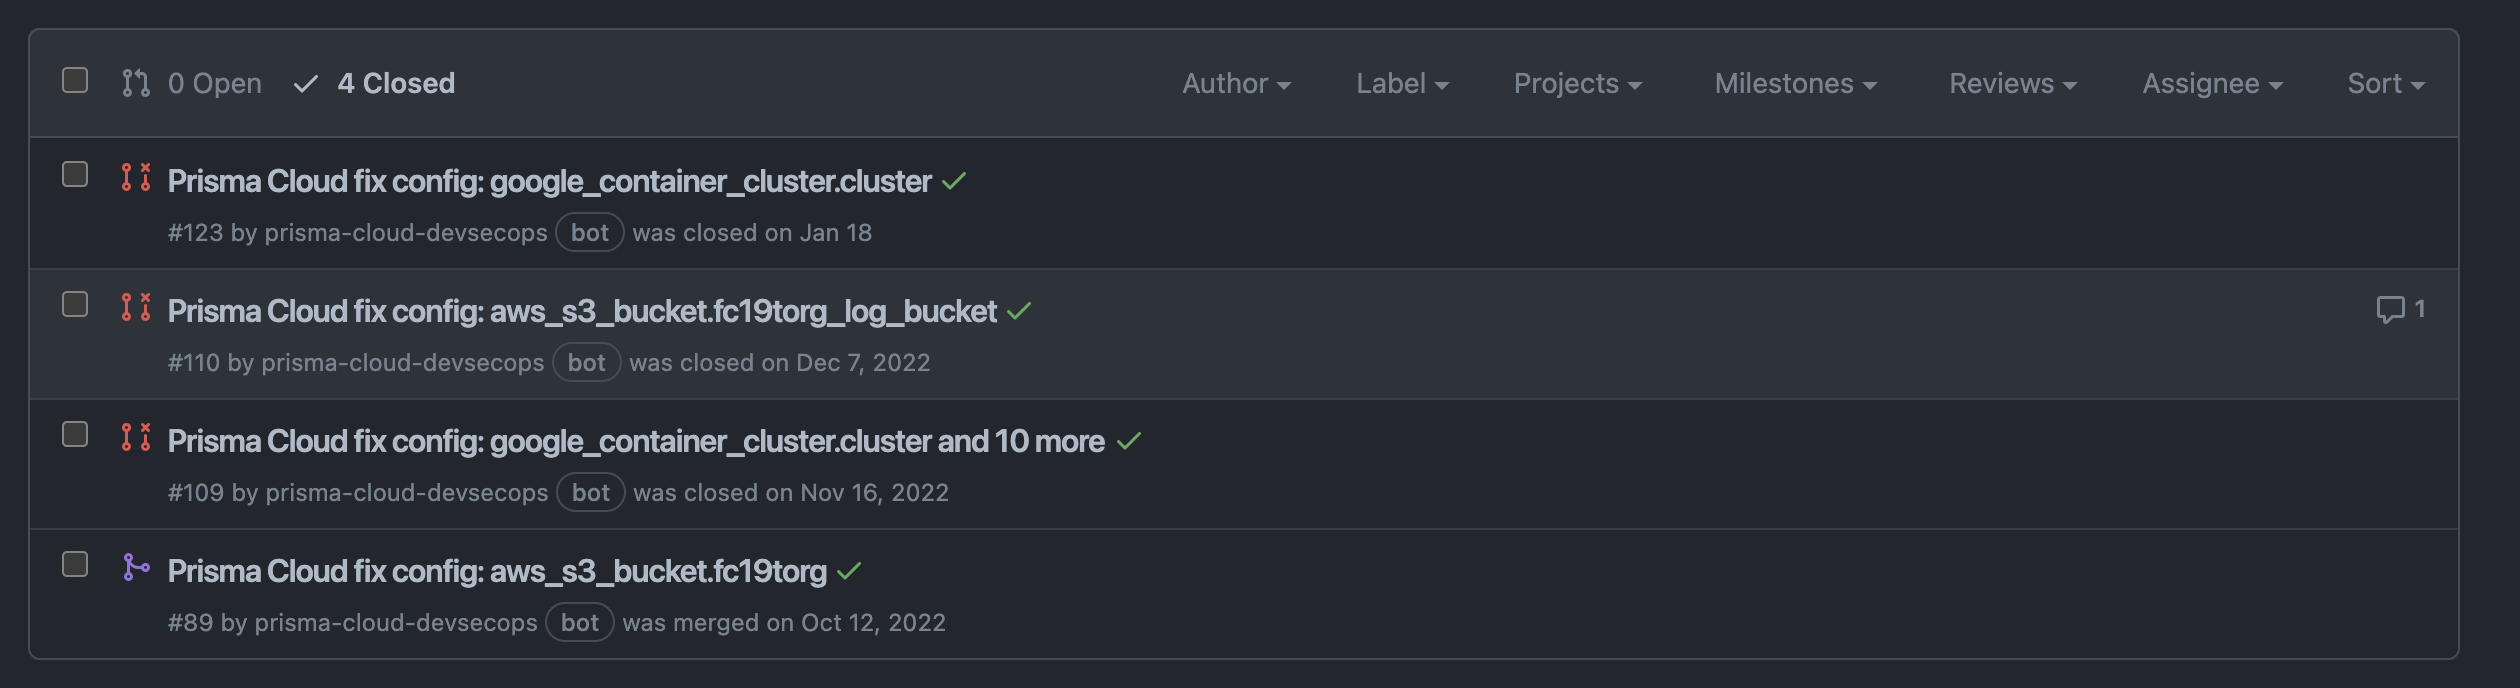 0 Open 4 Closed Author Label Projects Milestones Reviews Assignee Sort
Prisma Cloud fix config: google_container_cluster.cluster
#123 by prisma-cloud-devsecops bot was closed on Jan 18
Prisma Cloud fix config: aws_s3_bucket.fc19torg_log_bucket 1
#110 by prisma-cloud-devsecops bot was closed on Dec 7, 2022
Prisma Cloud fix config: google_container_cluster.cluster and 10 more
#109 by prisma-cloud-devsecops bot was closed on Nov 16, 2022
Prisma Cloud fix config: aws_s3_bucket.fc19torg
#89 by prisma-cloud-devsecops bot was merged on Oct 12, 2022